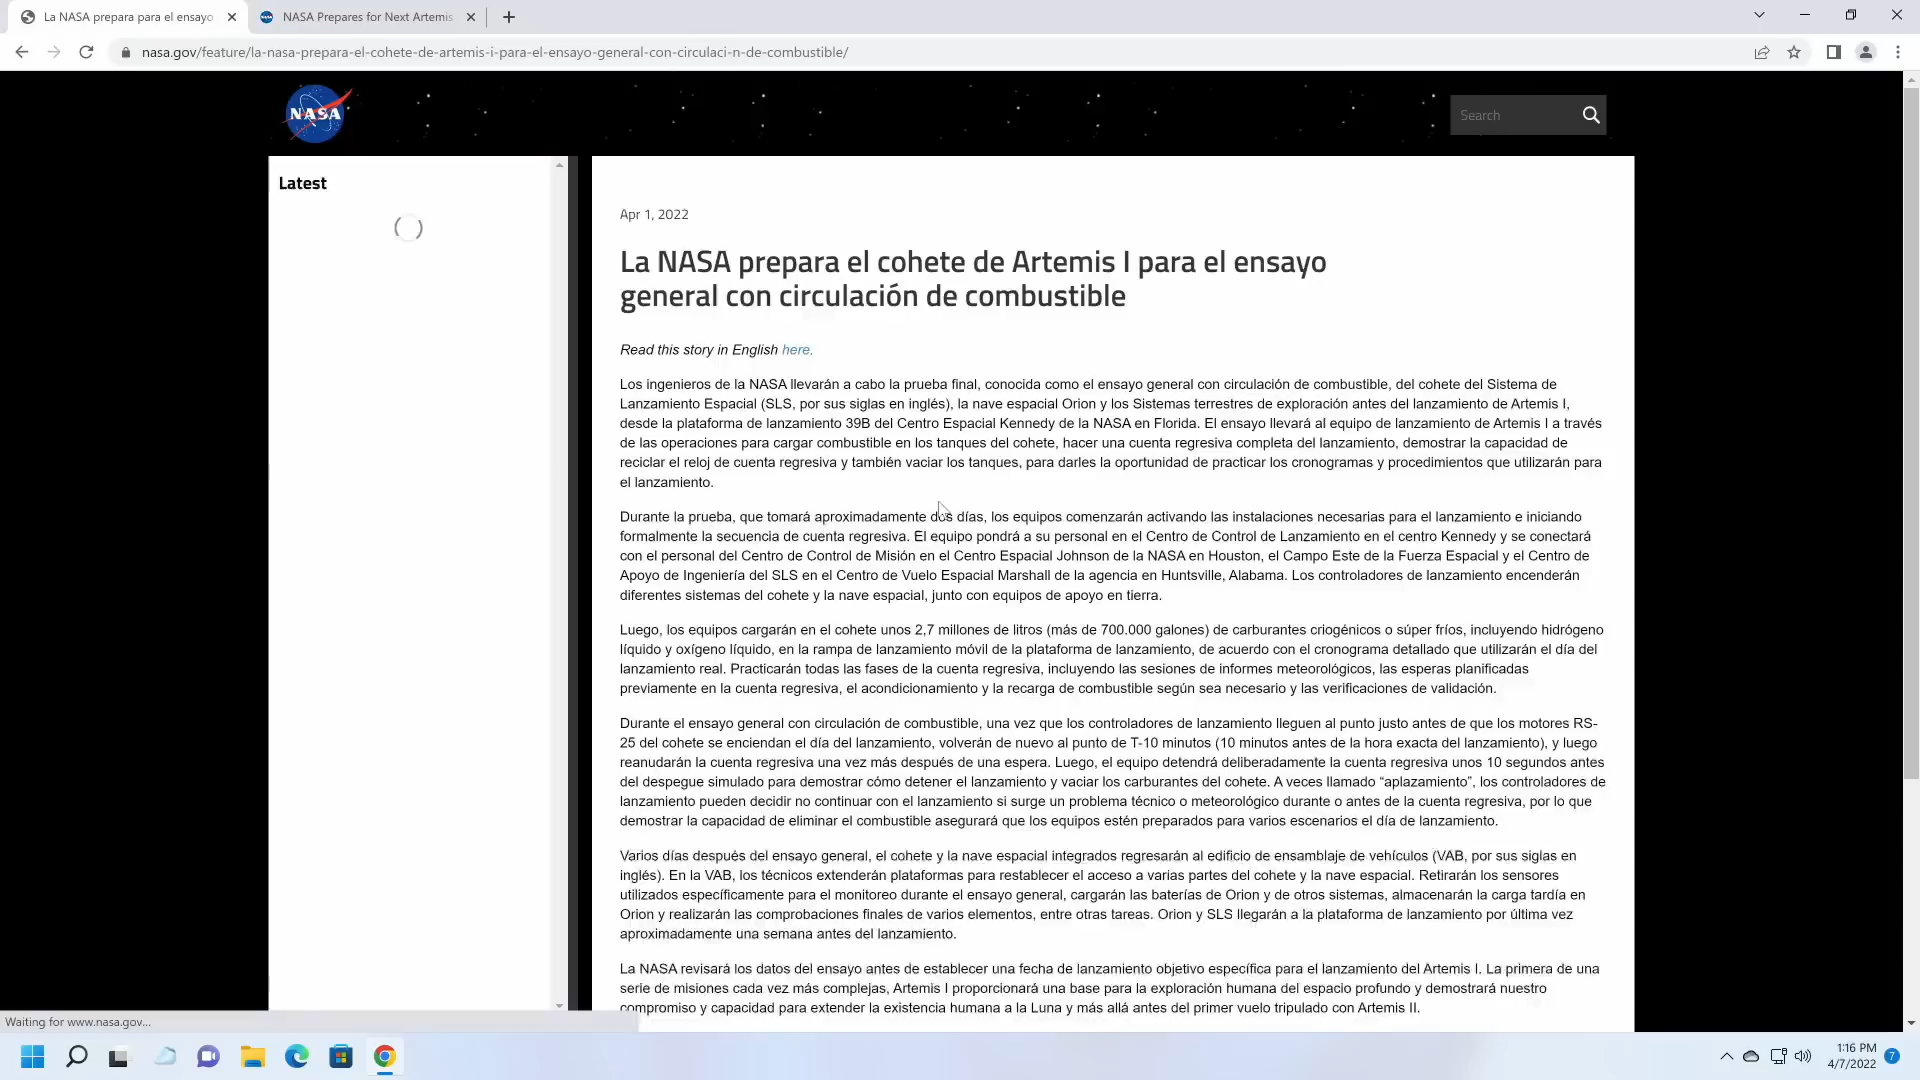 La NASA prepara para el ensayo
NASA Prepares for Next Artemis
nasa.gov/feature/la-nasa-prepara-el-cohete-de-artemis-i-para-el-ensayo-general-con-circulaci-n-de-combustible/
NASA
Search
Latest
Apr 1, 2022
La NASA prepara el cohete de Artemis I para el ensayo
general con circulación de combustible
Read this story in English here.
Los ingenieros de la NASA llevarán a cabo la prueba final, conocida como el ensayo general con circulación de combustible, del cohete del Sistema de
Lanzamiento Espacial (SLS, por sus siglas en inglés), la nave espacial Orion y los Sistemas terrestres de exploración antes del lanzamiento de Artemis I,
desde la plataforma de lanzamiento 39B del Centro Espacial Kennedy de la NASA en Florida. El ensayo llevará al equipo de lanzamiento de Artemis I a través
de las operaciones para cargar combustible en los tanques del cohete, hacer una cuenta regresiva completa del lanzamiento, demostrar la capacidad de
reciclar el reloj de cuenta regresiva y también vaciar los tanques, para darles la oportunidad de practicar los cronogramas y procedimientos que utilizarán para
el lanzamiento.
Durante la prueba, que tomará aproximadamente dos días, los equipos comenzarán activando las instalaciones necesarias para el lanzamiento e iniciando
formalmente la secuencia de cuenta regresiva. El equipo pondrá a su personal en el Centro de Control de Lanzamiento en el centro Kennedy y se conectará
con el personal del Centro de Control de Misión en el Centro Espacial Johnson de la NASA en Houston, el Campo Este de la Fuerza Espacial y el Centro de
Apoyo de Ingeniería del SLS en el Centro de Vuelo Espacial Marshall de la agencia en Huntsville, Alabama. Los controladores de lanzamiento encenderán
diferentes sistemas del cohete y la nave espacial, junto con equipos de apoyo en tierra.
Luego, los equipos cargarán en el cohete unos 2,7 millones de litros (más de 700.000 galones) de carburantes criogénicos o súper fríos, incluyendo hidrógeno
líquido y oxígeno líquido, en la rampa de lanzamiento móvil de la plataforma de lanzamiento, de acuerdo con el cronograma detallado que utilizarán el día del
lanzamiento real. Practicarán todas las fases de la cuenta regresiva, incluyendo las sesiones de informes meteorológicos, las esperas planificadas
previamente en la cuenta regresiva, el acondicionamiento y la recarga de combustible según sea necesario y las verificaciones de validación.
Durante el ensayo general con circulación de combustible, una vez que los controladores de lanzamiento lleguen al punto justo antes de que los motores RS-
25 del cohete se enciendan el día del lanzamiento, volverán de nuevo al punto de T-10 minutos (10 minutos antes de la hora exacta del lanzamiento), y luego
reanudarán la cuenta regresiva una vez más después de una espera. Luego, el equipo detendrá deliberadamente la cuenta regresiva unos 10 segundos antes
del despegue simulado para demostrar cómo detener el lanzamiento y vaciar los carburantes del cohete. A veces llamado “aplazamiento”, los controladores de
lanzamiento pueden decidir no continuar con el lanzamiento si surge un problema técnico o meteorológico durante o antes de la cuenta regresiva, por lo que
demostrar la capacidad de eliminar el combustible asegurará que los equipos estén preparados para varios escenarios el día de lanzamiento.
Varios días después del ensayo general, el cohete y la nave espacial integrados regresarán al edificio de ensamblaje de vehículos (VAB, por sus siglas en
inglés). En la VAB, los técnicos extenderán plataformas para restablecer el acceso a varias partes del cohete y la nave espacial. Retirarán los sensores
utilizados específicamente para el monitoreo durante el ensayo general, cargarán las baterías de Orion y de otros sistemas, almacenarán la carga tardía en
Orion y realizarán las comprobaciones finales de varios elementos, entre otras tareas. Orion y SLS llegarán a la plataforma de lanzamiento por última vez
aproximadamente una semana antes del lanzamiento.
La NASA revisará los datos del ensayo antes de establecer una fecha de lanzamiento objetivo específica para el lanzamiento del Artemis I. La primera de una
serie de misiones cada vez más complejas, Artemis I proporcionará una base para la exploración humana del espacio profundo y demostrará nuestro
compromiso y capacidad para extender la existencia humana a la Luna y más allá antes del primer vuelo tripulado con Artemis II.
Waiting for www.nasa.gov...
1:16 PM
4/7/2022
7